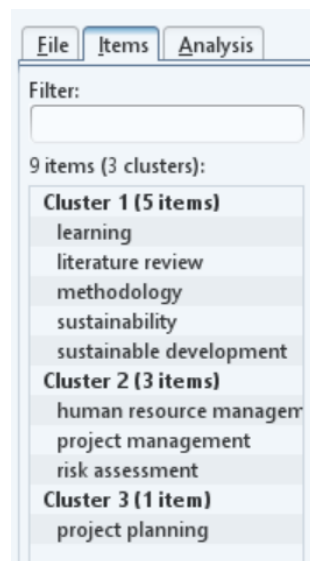 File Items Analysis
Filter:
9 items (3 clusters):
Cluster 1 (5 items)
learning
literature review
methodology
sustainability
sustainable development
Cluster 2 (3 items)
human resource managem
project management
risk assessment
Cluster 3 (1 item)
project planning